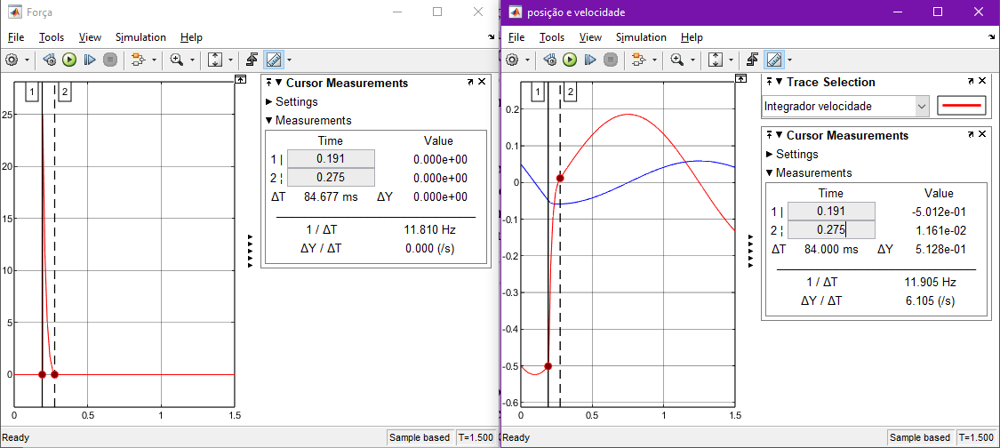 Força
File Tools View Simulation Help
Cursor Measurements
Settings
Measurements
Time Value
1 | 0.191 0.000e+00
2 ¦ 0.275 0.000e+00
ΔT 84.677 ms ΔY 0.000e+00
1 / ΔT 11.810 Hz
ΔY / ΔT 0.000 (/s)
1 2
25
20
15
10
5
0
0 0.5 1 1.5
Ready Sample based T=1.500
posição e velocidade
File Tools View Simulation Help
Trace Selection
Integrador velocidade
Cursor Measurements
Settings
Measurements
Time Value
1 | 0.191 -5.012e-01
2 ¦ 0.275 1.161e-02
ΔT 84.000 ms ΔY 5.128e-01
1 / ΔT 11.905 Hz
ΔY / ΔT 6.105 (/s)
1 2
0.2
0.1
0
-0.1
-0.2
-0.3
-0.4
-0.5
-0.6
0 0.5 1 1.5
Ready Sample based T=1.500